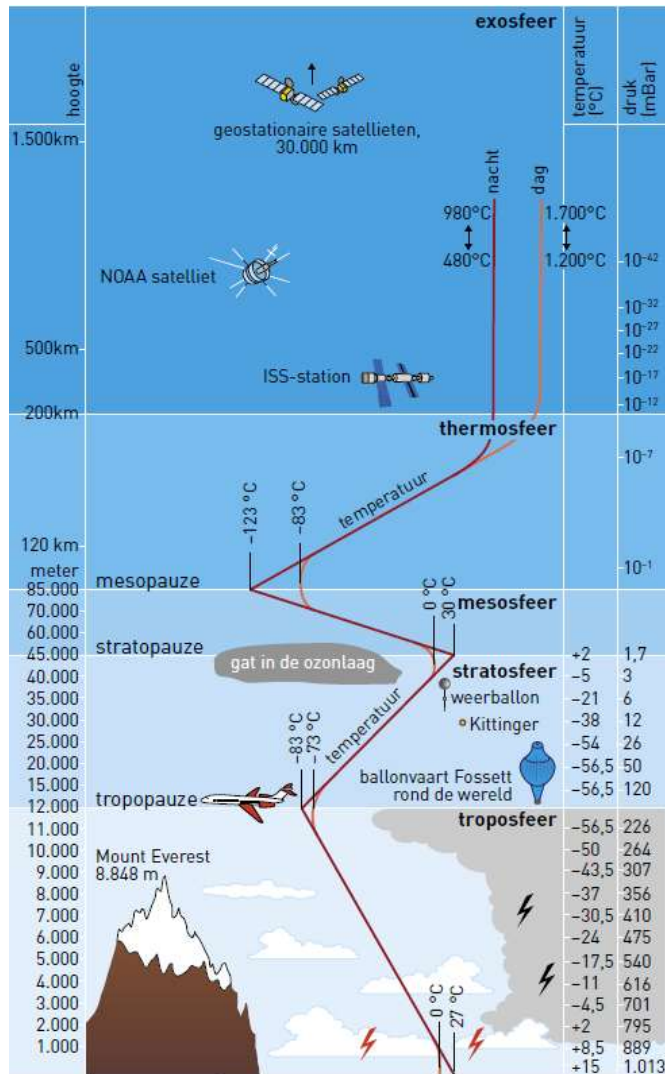 exosfeer
hoogte
temperatuur
(°C)
druk
(mBar)
geostationaire satellieten,
30.000 km
1.500km
nacht
dag
980°C
1.700°C
480°C
1.200°C
10⁻⁴²
NOAA satelliet
10⁻³²
10⁻²⁷
500km
10⁻²²
ISS-station
10⁻¹⁷
10⁻¹²
200km
thermosfeer
10⁻⁷
temperatuur
-123 °C
-83 °C
120 km
10⁻¹
meter
85.000
mesopauze
0 °C
30 °C
mesosfeer
70.000
60.000
stratopauze
45.000
+2
1,7
gat in de ozonlaag
stratosfeer
40.000
-5
3
weerballon
35.000
-21
6
-83 °C
-73 °C
temperatuur
Kittinger
30.000
-38
12
25.000
-54
26
20.000
-56,5
50
ballonvaart Fossett
rond de wereld
15.000
-56,5
120
tropopauze
12.000
troposfeer
11.000
-56,5
226
10.000
-50
264
Mount Everest
8.848 m
9.000
-43,5
307
8.000
-37
356
7.000
-30,5
410
6.000
-24
475
5.000
-17,5
540
4.000
-11
616
3.000
-4,5
701
0 °C
27 °C
2.000
+2
795
1.000
+8,5
889
+15
1.013